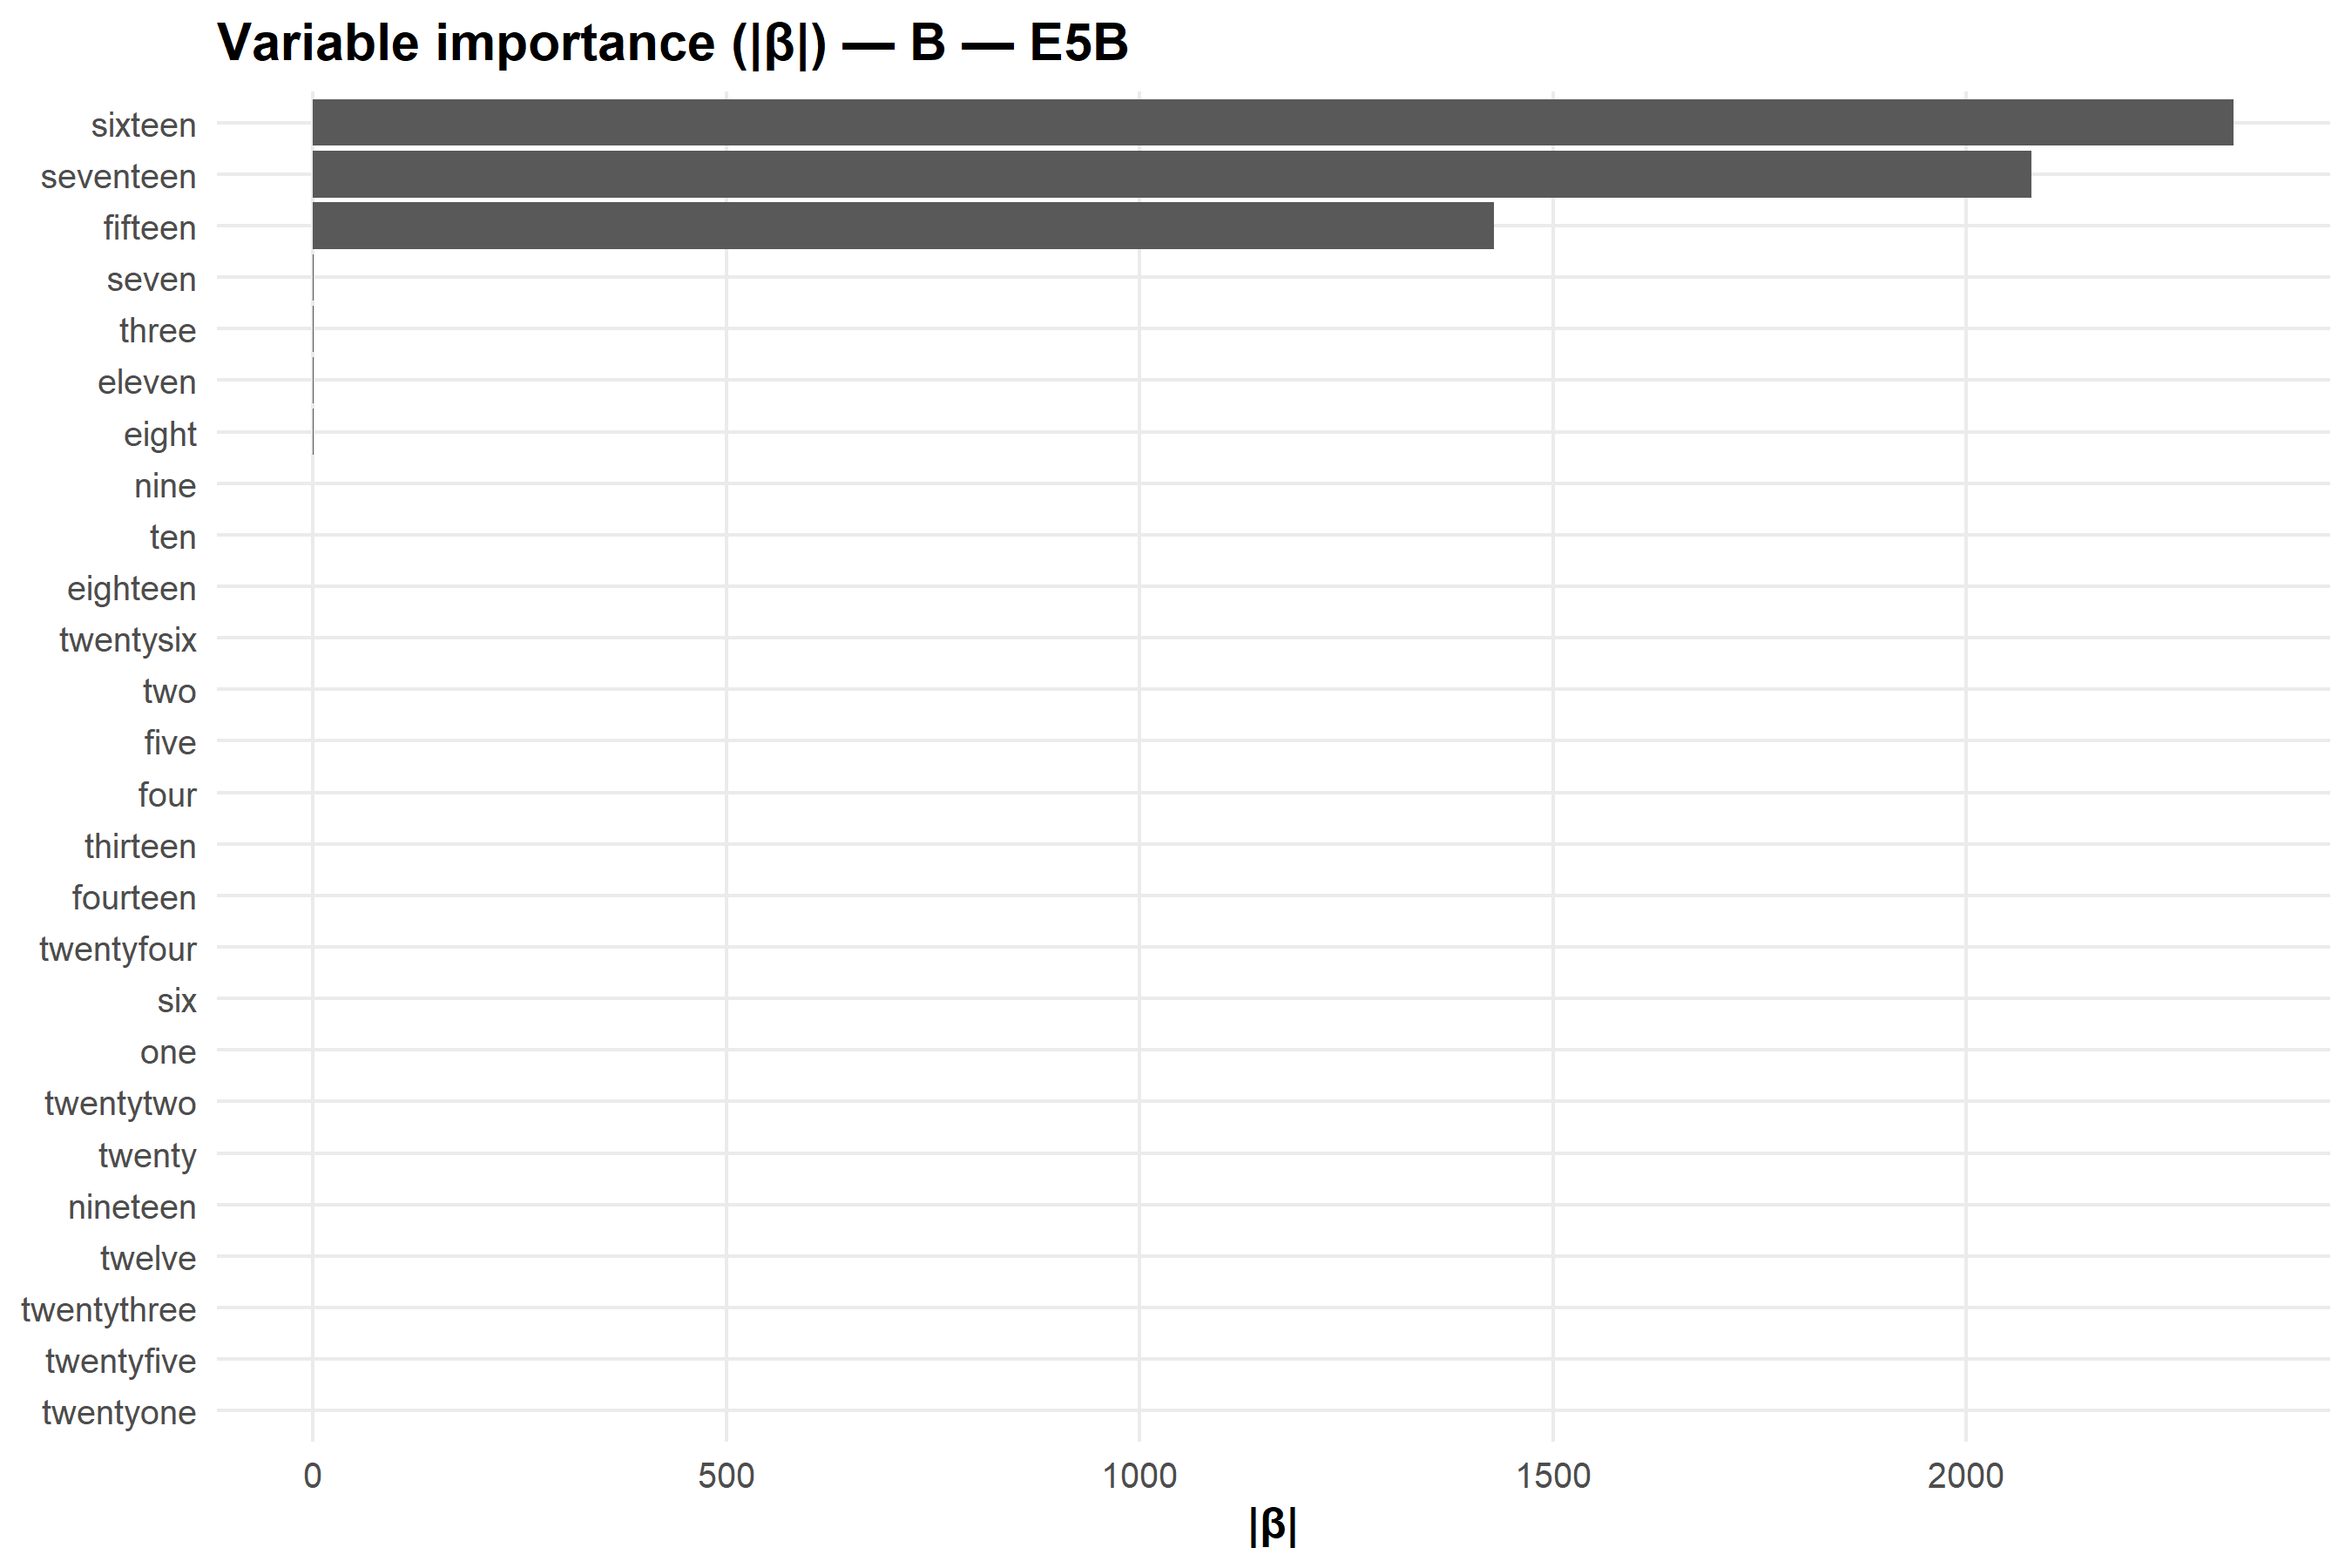 Variable importance (|β|) — B — E5B
sixteen
seventeen
fifteen
seven
three
eleven
eight
nine
ten
eighteen
twentysix
two
five
four
thirteen
fourteen
twentyfour
six
one
twentytwo
twenty
nineteen
twelve
twentythree
twentyfive
twentyone
0 500 1000 1500 2000
|β|